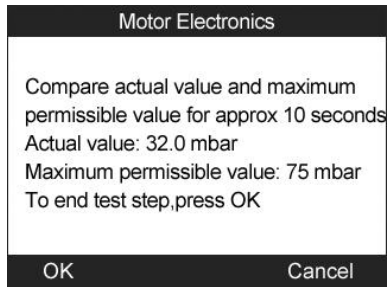 Motor Electronics
Compare actual value and maximum
permissible value for approx 10 seconds
Actual value: 32.0 mbar
Maximum permissible value: 75 mbar
To end test step,press OK
OK Cancel